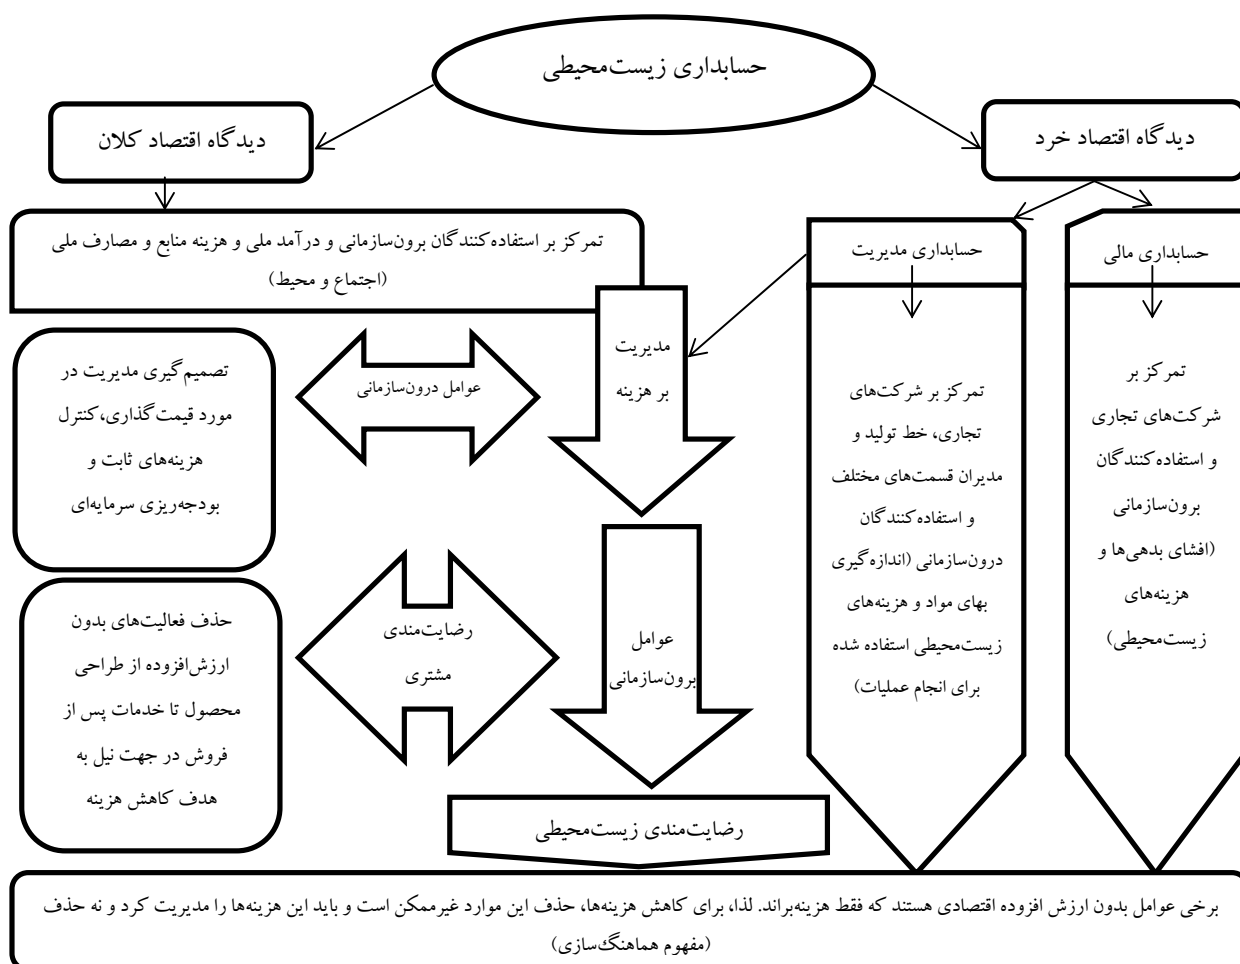 حسابداری زیست‌محیطی
دیدگاه اقتصاد خرد
دیدگاه اقتصاد کلان
تمرکز بر استفاده‌کنندگان برون‌سازمانی و درآمد ملی و هزینه منابع و مصارف ملی
(اجتماع و محیط)
حسابداری مالی
حسابداری مدیریت
تمرکز بر
شرکت‌های تجاری
و استفاده‌کنندگان
برون‌سازمانی
(افشای بدهی‌ها و
هزینه‌های
زیست‌محیطی)
تمرکز بر شرکت‌های
تجاری، خط تولید و
مدیران قسمت‌های مختلف
و استفاده‌کنندگان
درون‌سازمانی (اندازه‌گیری
بهای مواد و هزینه‌های
زیست‌محیطی استفاده شده
برای انجام عملیات)
مدیریت
بر هزینه
عوامل درون‌سازمانی
تصمیم‌گیری مدیریت در
مورد قیمت‌گذاری،کنترل
هزینه‌های ثابت و
بودجه‌ریزی سرمایه‌ای
عوامل
برون‌سازمانی
رضایت‌مندی
مشتری
حذف فعالیت‌های بدون
ارزش‌افزوده از طراحی
محصول تا خدمات پس از
فروش در جهت نیل به
هدف کاهش هزینه
رضایت‌مندی زیست‌محیطی
برخی عوامل بدون ارزش افزوده اقتصادی هستند که فقط هزینه‌براند. لذا، برای کاهش هزینه‌ها، حذف این موارد غیرممکن است و باید این هزینه‌ها را مدیریت کرد و نه حذف
(مفهوم هماهنگ‌سازی)